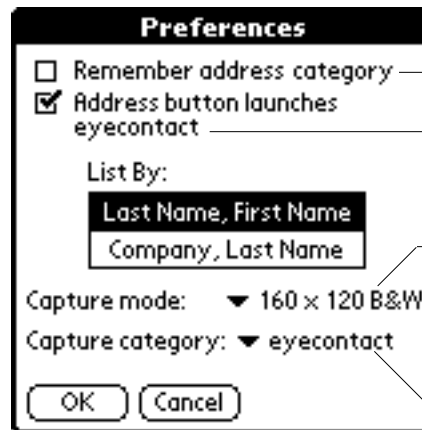 Preferences
Remember address category
Address button launches
eyecontact
List By:
Last Name, First Name
Company, Last Name
Capture mode: 160 x 120 B&W
Capture category: eyecontact
OK Cancel